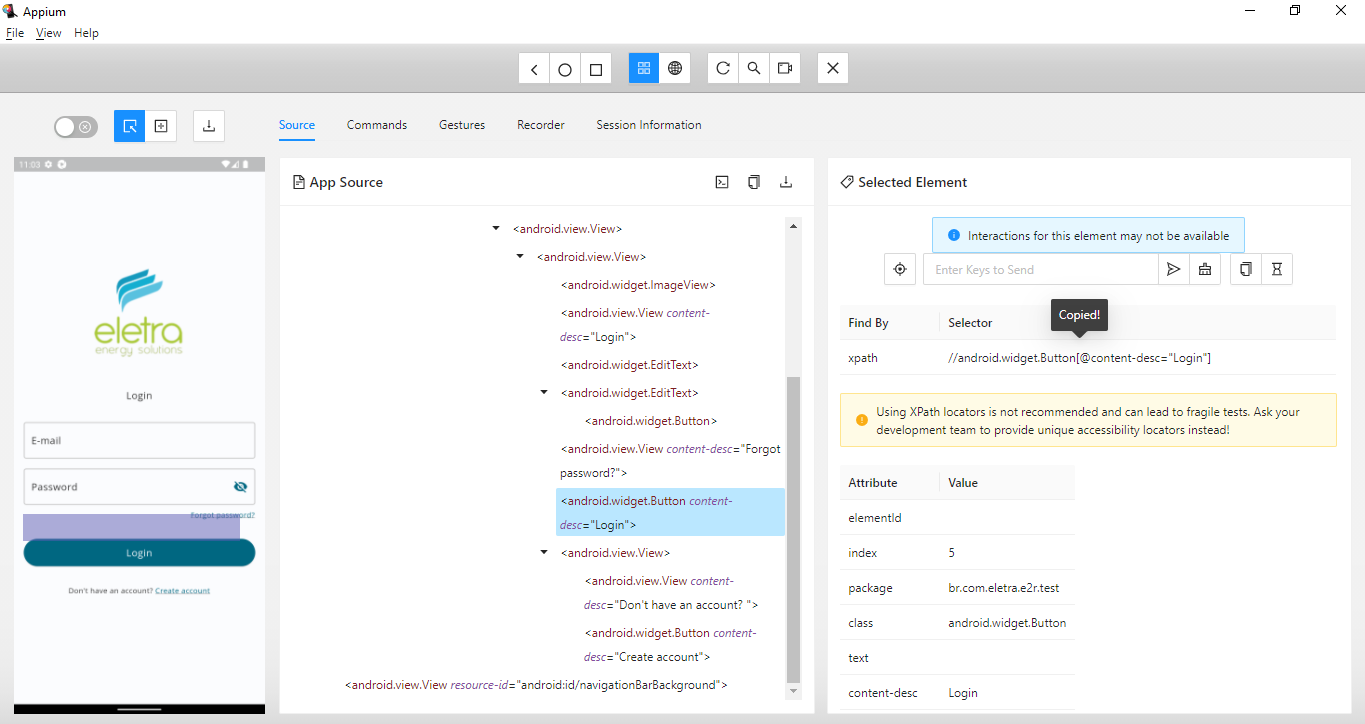 Appium
File View Help
Source Commands Gestures Recorder Session Information
11:03
eletra
energy solutions
Login
E-mail
Password
Forgot password?
Login
Don't have an account? Create account
App Source
<android.view.View>
<android.view.View>
<android.widget.ImageView>
<android.view.View content-
desc="Login">
<android.widget.EditText>
<android.widget.EditText>
<android.widget.Button>
<android.view.View content-desc="Forgot
password?">
<android.widget.Button content-
desc="Login">
<android.view.View>
<android.view.View content-
desc="Don't have an account? ">
<android.widget.Button content-
desc="Create account">
<android.view.View resource-id="android:id/navigationBarBackground">
Selected Element
Interactions for this element may not be available
Enter Keys to Send
Copied!
Find By Selector
xpath //android.widget.Button[@content-desc="Login"]
Using XPath locators is not recommended and can lead to fragile tests. Ask your
development team to provide unique accessibility locators instead!
Attribute Value
elementId
index 5
package br.com.eletra.e2r.test
class android.widget.Button
text
content-desc Login